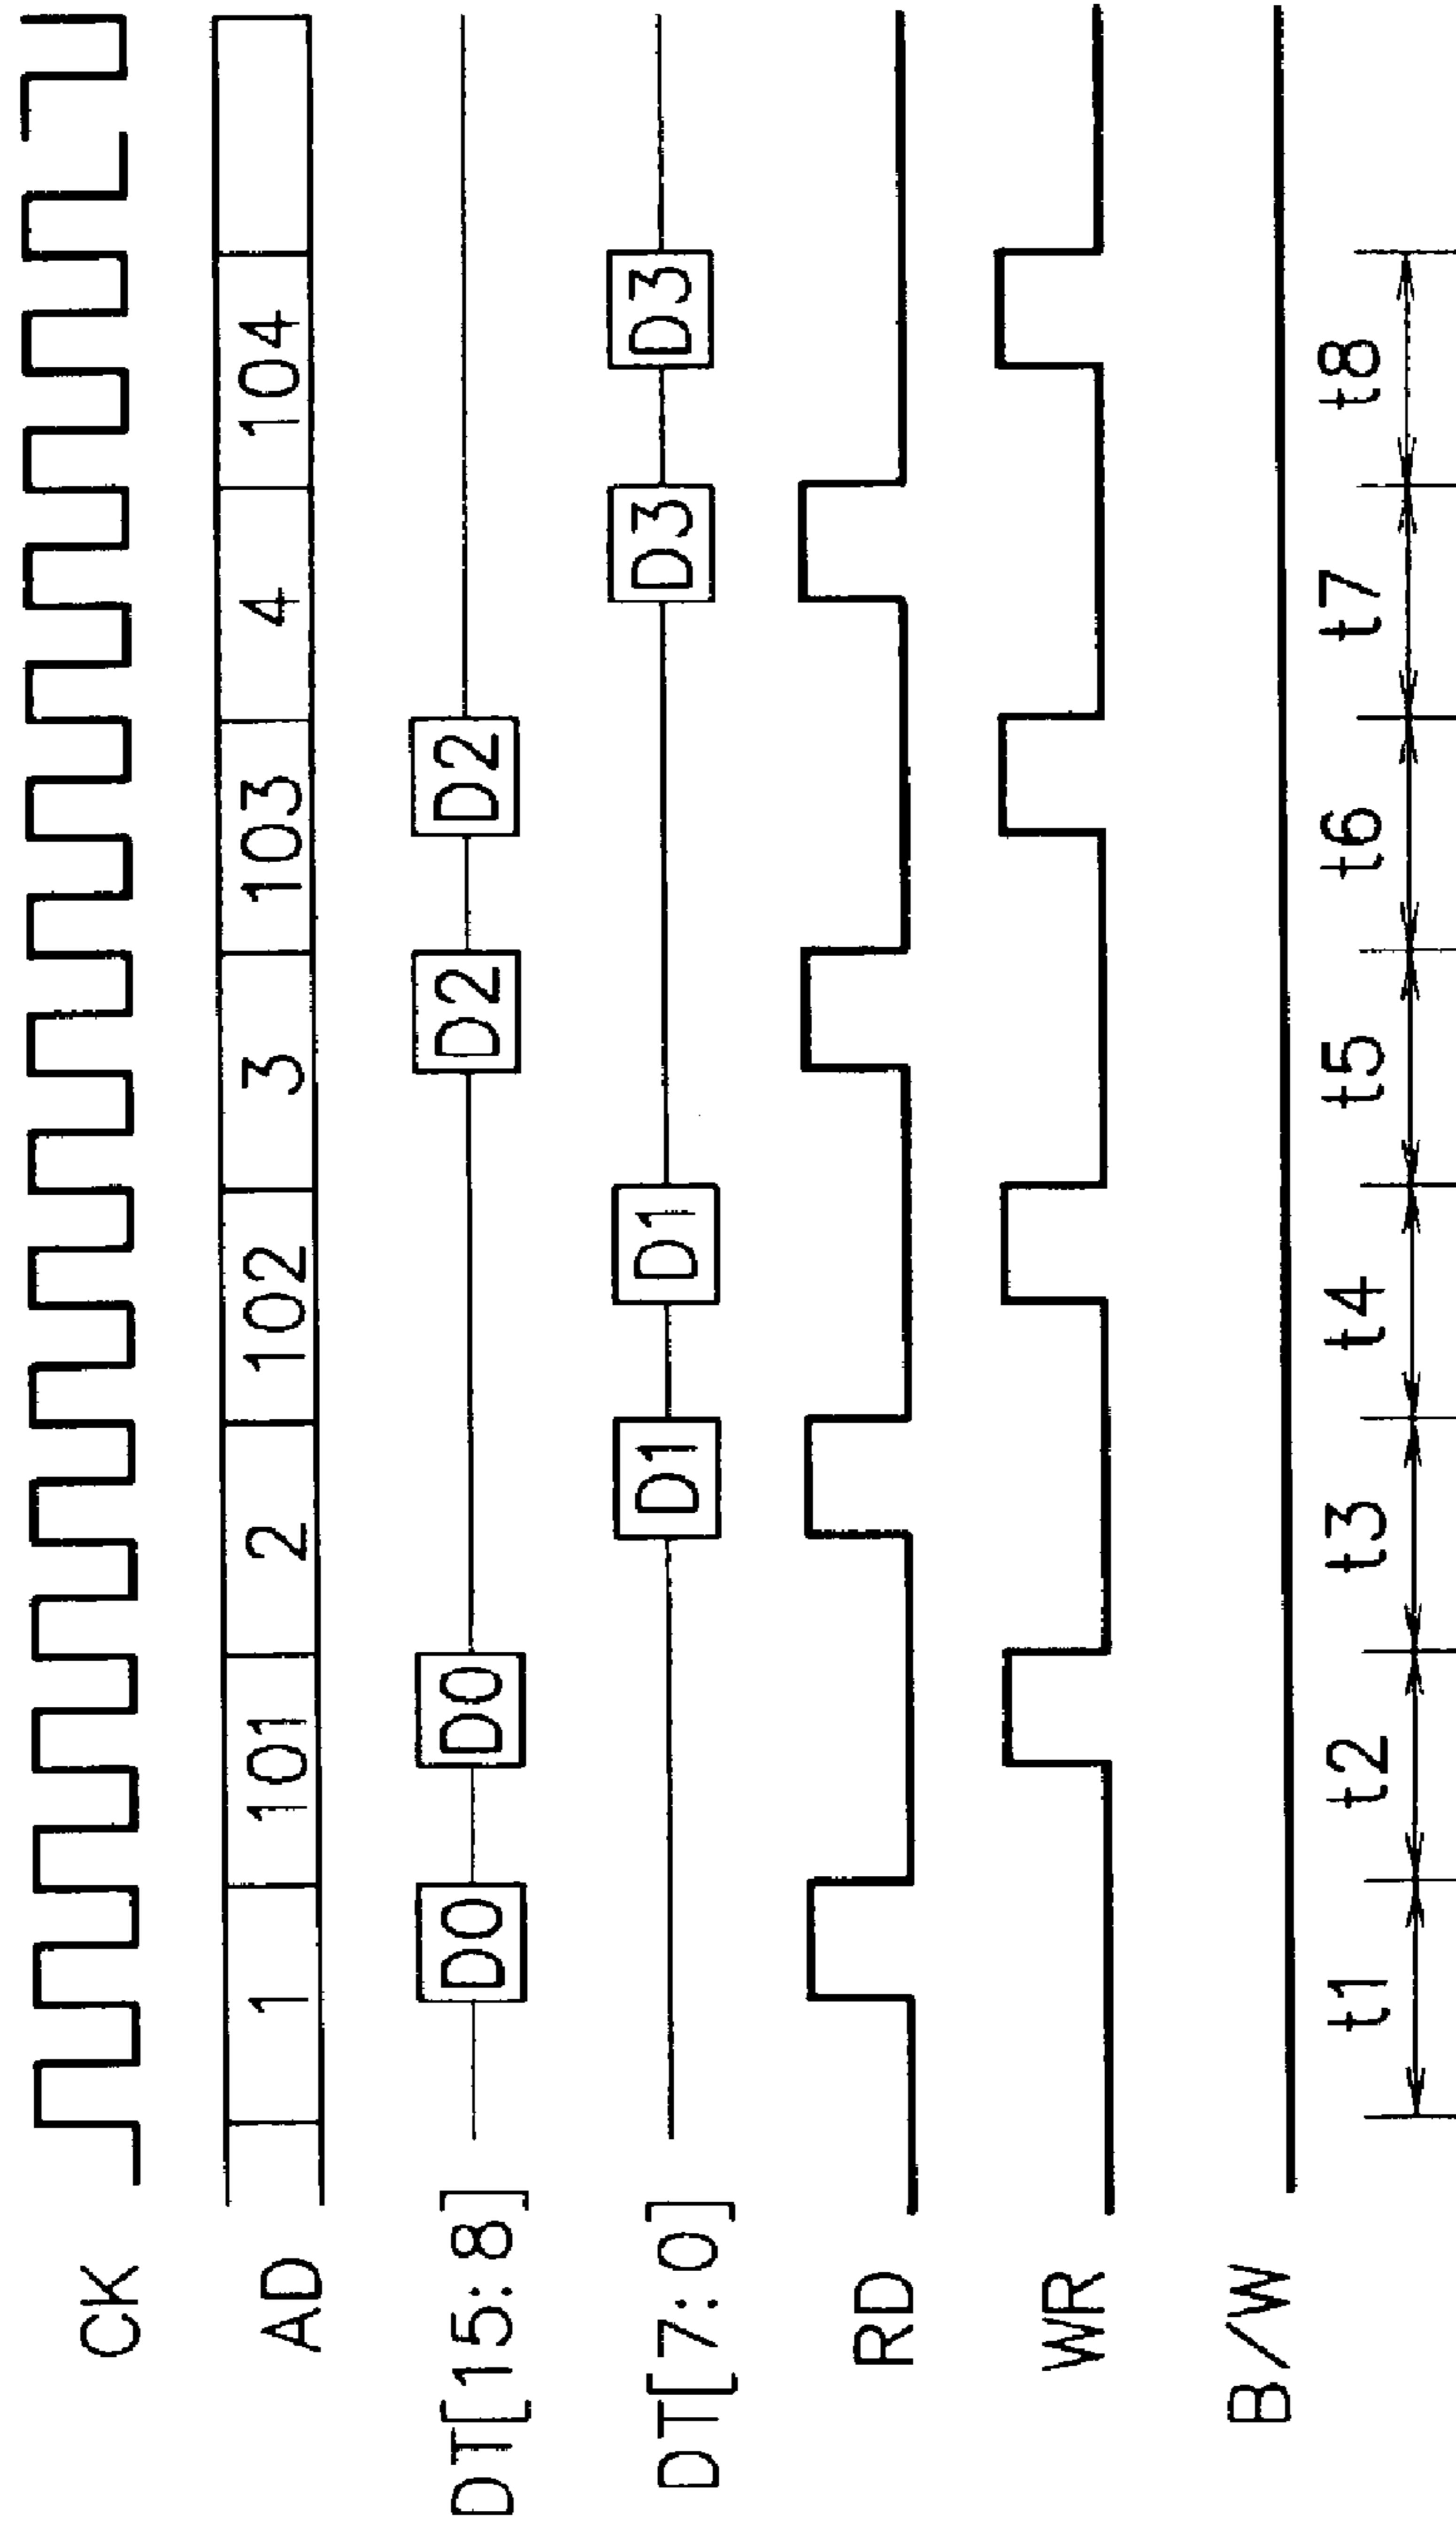 CK
AD 1 101 2 102 3 103 4 104
DT[15:8] D0 D0 D2 D2
DT[7:0] D1 D1 D3 D3
RD
WR
B/W
t1 t2 t3 t4 t5 t6 t7 t8